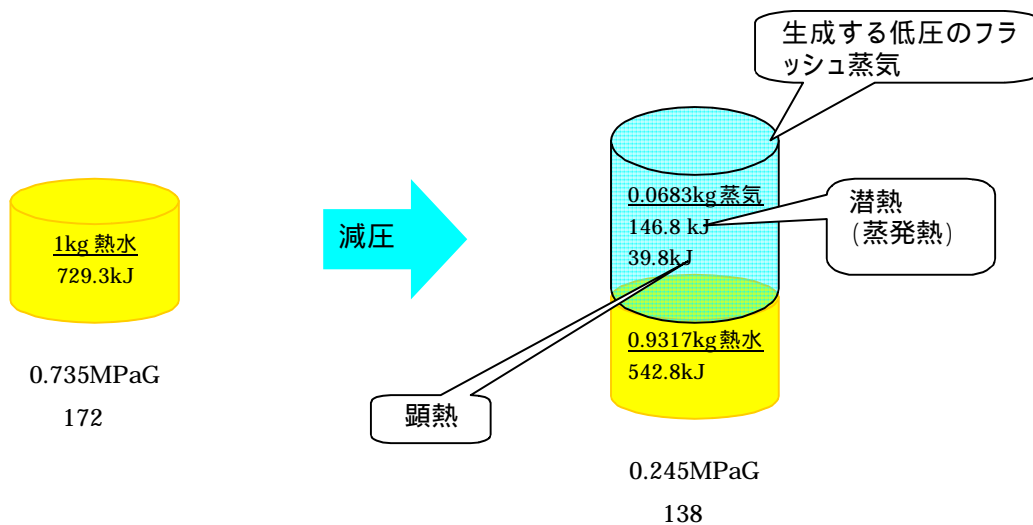 生成する低圧のフラ
ッシュ蒸気
1kg 熱水
729.3kJ
0.735MPaG
172
減圧
0.0683kg 蒸気
146.8 kJ
39.8kJ
潜熱
(蒸発熱)
0.9317kg 熱水
542.8kJ
顕熱
0.245MPaG
138